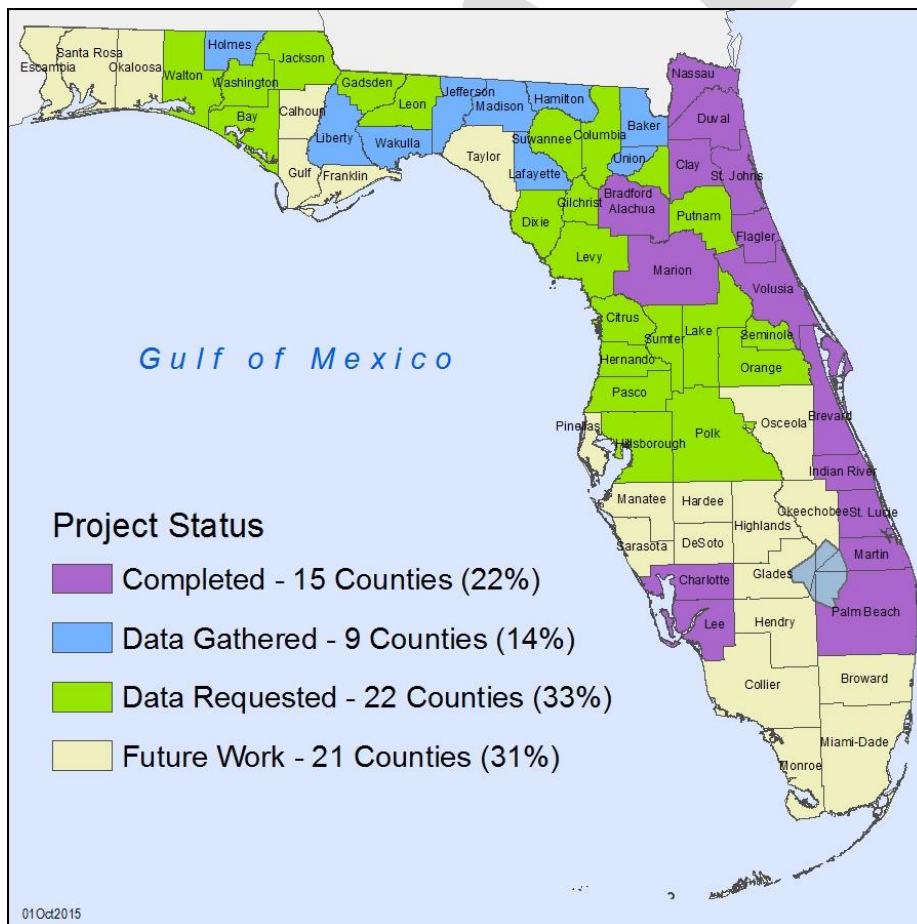 Nassau
Santa Rosa
Escambia
Okaloosa
Holmes
Jackson
Walton
Washington
Bay
Calhoun
Gulf
Franklin
Gadsden
Liberty
Leon
Wakulla
Jefferson
Madison
Taylor
Hamilton
Suwannee
Columbia
Lafayette
Baker
Union
Duval
Clay
St. Johns
Bradford
Alachua
Gilchrist
Dixie
Putnam
Flagler
Levy
Marion
Volusia
Citrus
Sumter
Lake
Seminole
Hernando
Orange
Gulf of Mexico
Pasco
Brevard
Osceola
Pinellas
Hillsborough
Polk
Indian River
Manatee
Hardee
Highlands
Okeechobee
St. Lucie
Sarasota
DeSoto
Martin
Charlotte
Glades
Lee
Hendry
Palm Beach
Collier
Broward
Monroe
Miami-Dade
Project Status
Completed - 15 Counties (22%)
Data Gathered - 9 Counties (14%)
Data Requested - 22 Counties (33%)
Future Work - 21 Counties (31%)
01Oct2015